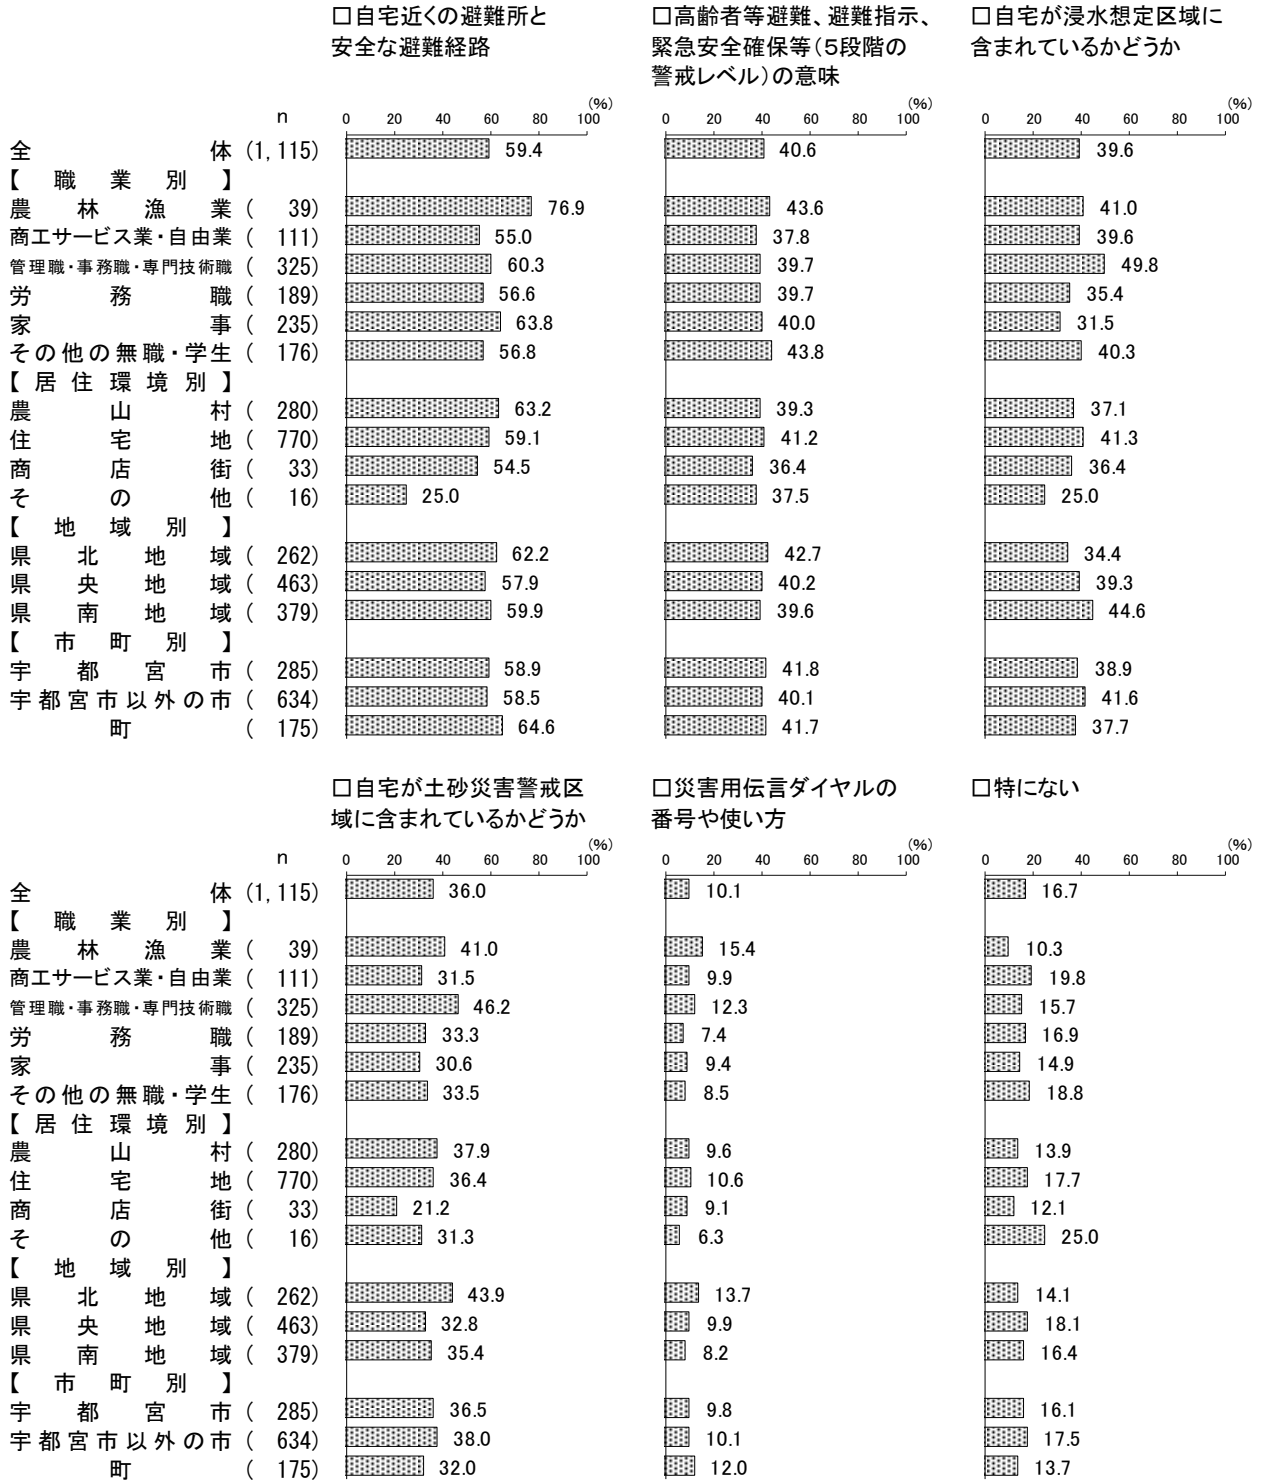 □自宅近くの避難所と
安全な避難経路
□高齢者等避難、避難指示、
緊急安全確保等（５段階の
警戒レベル）の意味
□自宅が浸水想定区域に
含まれているかどうか
n 0 20 40 60 80 100 (%) 0 20 40 60 80 100 (%) 0 20 40 60 80 100 (%)
全体 (1,115) 59.4 40.6 39.6
【職業別】
農林漁業 ( 39) 76.9 43.6 41.0
商工サービス業・自由業 ( 111) 55.0 37.8 39.6
管理職・事務職・専門技術職 ( 325) 60.3 39.7 49.8
労務職 ( 189) 56.6 39.7 35.4
家事 ( 235) 63.8 40.0 31.5
その他の無職・学生 ( 176) 56.8 43.8 40.3
【居住環境別】
農山村 ( 280) 63.2 39.3 37.1
住宅地 ( 770) 59.1 41.2 41.3
商店街 ( 33) 54.5 36.4 36.4
その他 ( 16) 25.0 37.5 25.0
【地域別】
県北地域 ( 262) 62.2 42.7 34.4
県央地域 ( 463) 57.9 40.2 39.3
県南地域 ( 379) 59.9 39.6 44.6
【市町別】
宇都宮市 ( 285) 58.9 41.8 38.9
宇都宮市以外の市 ( 634) 58.5 40.1 41.6
町 ( 175) 64.6 41.7 37.7
□自宅が土砂災害警戒区
域に含まれているかどうか
□災害用伝言ダイヤルの
番号や使い方
□特にない
n 0 20 40 60 80 100 (%) 0 20 40 60 80 100 (%) 0 20 40 60 80 100 (%)
全体 (1,115) 36.0 10.1 16.7
【職業別】
農林漁業 ( 39) 41.0 15.4 10.3
商工サービス業・自由業 ( 111) 31.5 9.9 19.8
管理職・事務職・専門技術職 ( 325) 46.2 12.3 15.7
労務職 ( 189) 33.3 7.4 16.9
家事 ( 235) 30.6 9.4 14.9
その他の無職・学生 ( 176) 33.5 8.5 18.8
【居住環境別】
農山村 ( 280) 37.9 9.6 13.9
住宅地 ( 770) 36.4 10.6 17.7
商店街 ( 33) 21.2 9.1 12.1
その他 ( 16) 31.3 6.3 25.0
【地域別】
県北地域 ( 262) 43.9 13.7 14.1
県央地域 ( 463) 32.8 9.9 18.1
県南地域 ( 379) 35.4 8.2 16.4
【市町別】
宇都宮市 ( 285) 36.5 9.8 16.1
宇都宮市以外の市 ( 634) 38.0 10.1 17.5
町 ( 175) 32.0 12.0 13.7